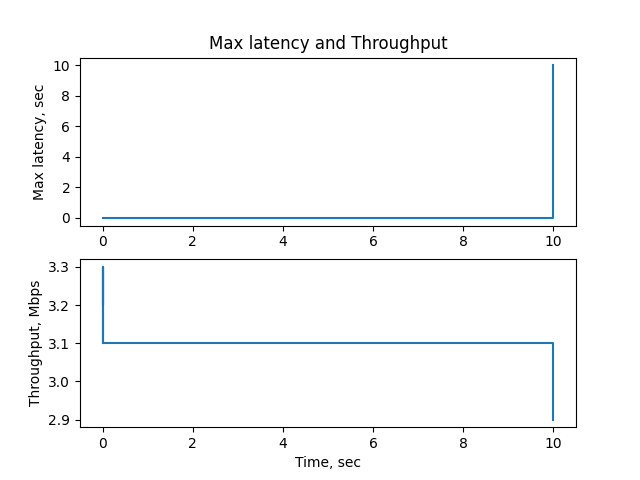 Max latency and Throughput
Max latency, sec
10
8
6
4
2
0
0 2 4 6 8 10
Throughput, Mbps
3.3
3.2
3.1
3.0
2.9
0 2 4 6 8 10
Time, sec